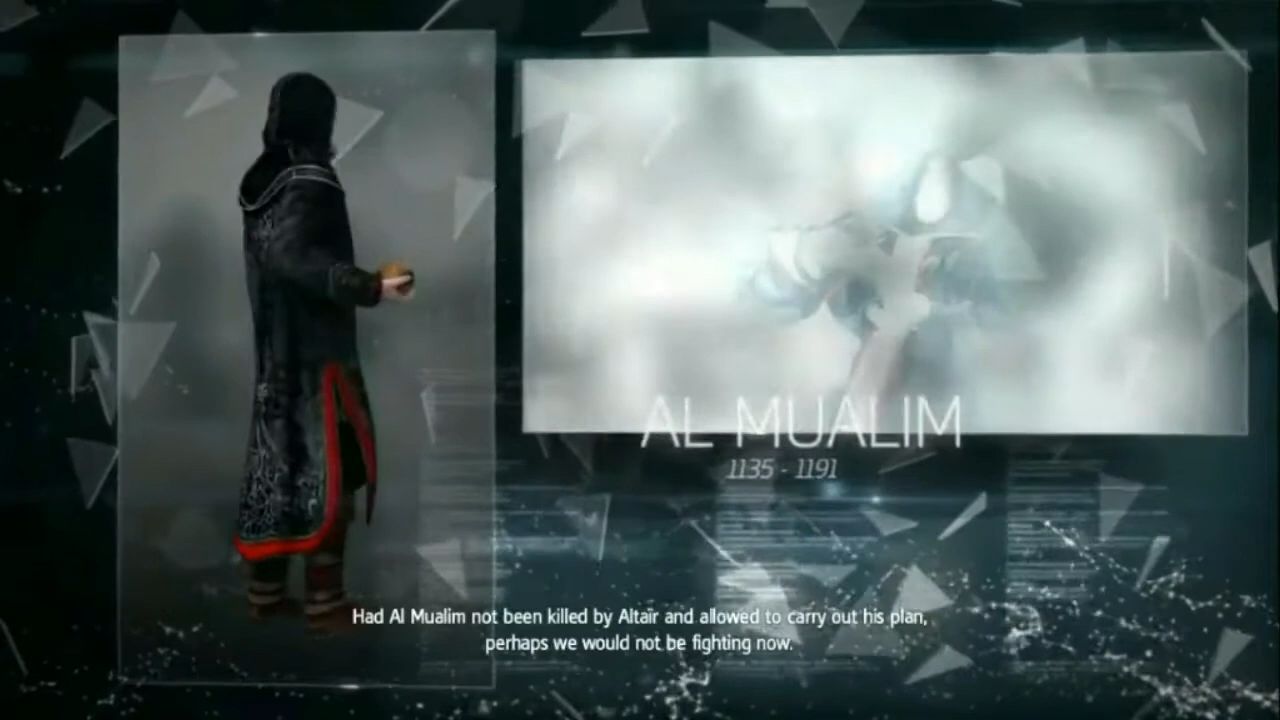 AL MUALIM
1135 - 1191
Had Al Mualim not been killed by Altaïr and allowed to carry out his plan,
perhaps we would not be fighting now.